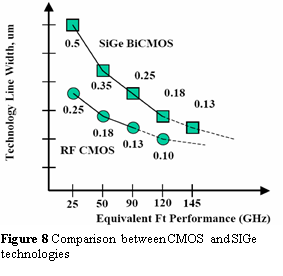 Technology Line Width, um
SiGe BiCMOS
0.5
0.35
0.25
0.18
0.13
0.25
0.18
0.13
0.10
RF CMOS
25 50 90 120 145
Equivalent Ft Performance (GHz)
Figure 8 Comparison between CMOS and SIGe
technologies